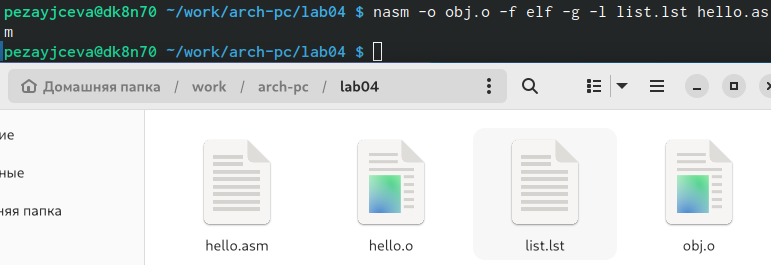 pezayjceva@dk8n70 ~/work/arch-pc/lab04 $ nasm -o obj.o -f elf -g -l list.lst hello.as
m
pezayjceva@dk8n70 ~/work/arch-pc/lab04 $
Домашняя папка / work / arch-pc / lab04
ие
ные
няя папка
hello.asm
hello.o
list.lst
obj.o